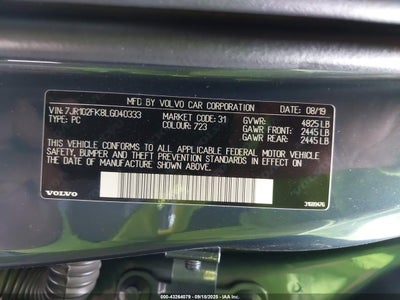 MFD. BY VOLVO CAR CORPORATION DATE: 08/19
VIN: 7JR102FK8LG040333 MARKET CODE: 31 GVWR: 4825 LB
TYPE: PC COLOUR: 723 GAWR FRONT: 2445 LB
GAWR REAR: 2445 LB
THIS VEHICLE CONFORMS TO ALL APPLICABLE U.S. FEDERAL MOTOR VEHICLE
SAFETY, BUMPER AND THEFT PREVENTION STANDARDS IN EFFECT ON THE
DATE OF MANUFACTURE SHOWN ABOVE.
VOLVO
000-43264079 - 09/18/2025 - IAAI.COM